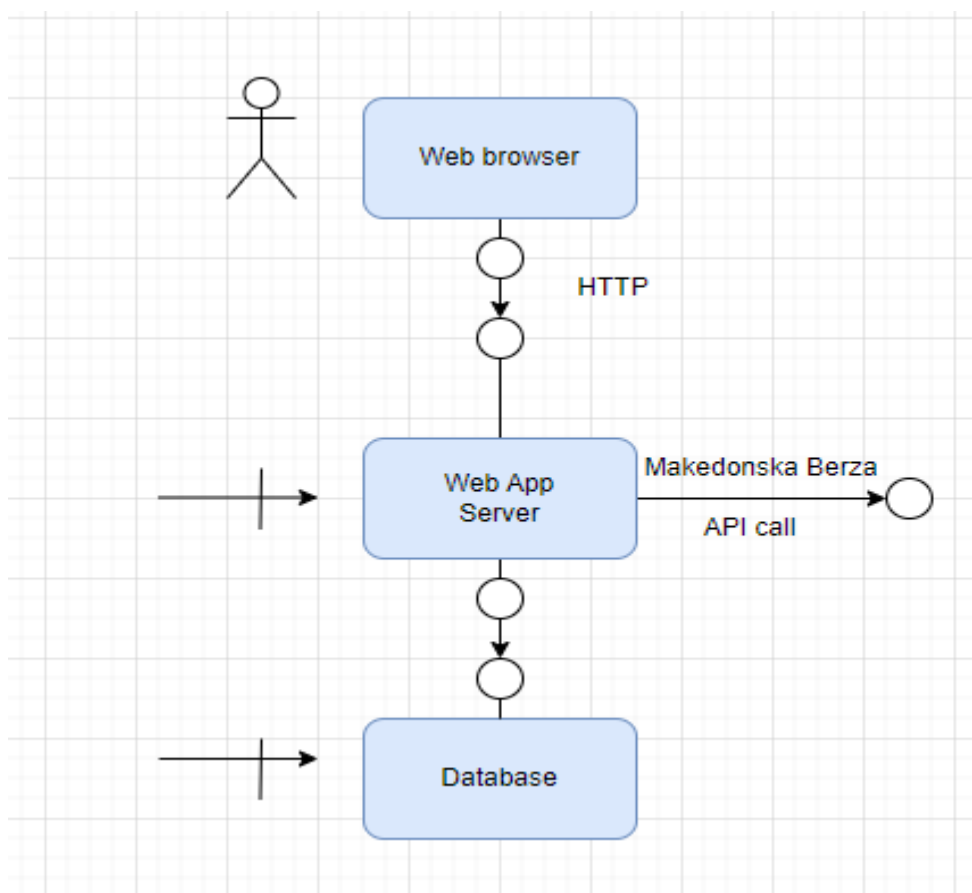 Web browser
HTTP
Web App
Server
Makedonska Berza
API call
Database